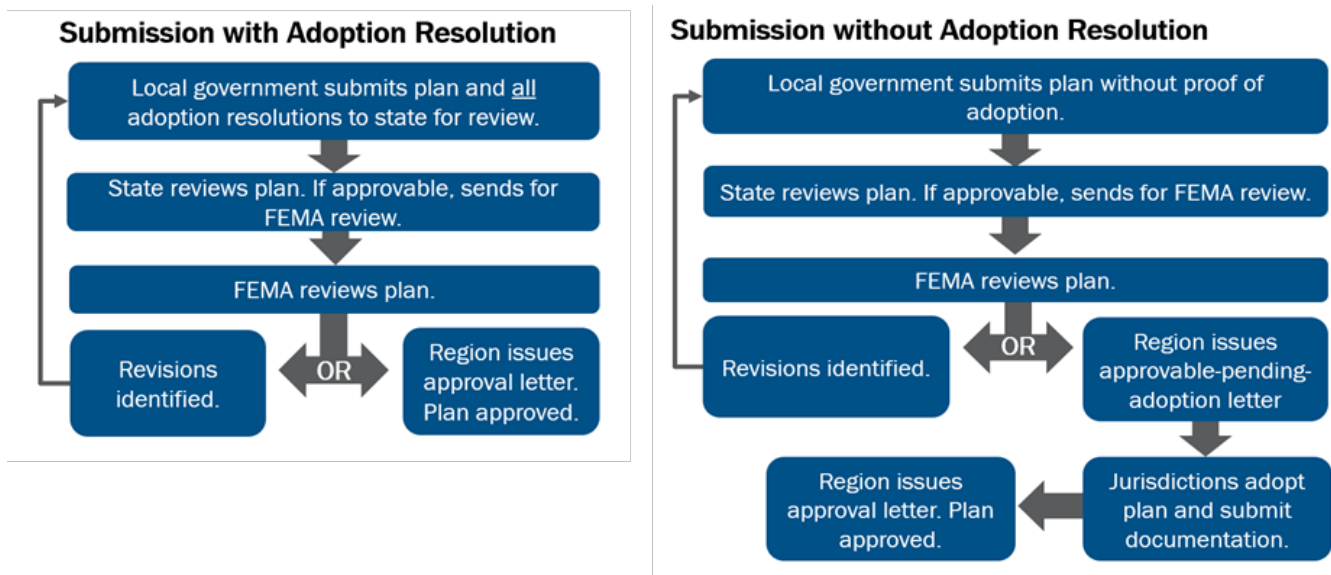 Submission with Adoption Resolution
Local government submits plan and all
adoption resolutions to state for review.
State reviews plan. If approvable, sends for
FEMA review.
FEMA reviews plan.
Revisions
identified.
OR
Region issues
approval letter.
Plan approved.
Submission without Adoption Resolution
Local government submits plan without proof of
adoption.
State reviews plan. If approvable, sends for FEMA review.
FEMA reviews plan.
Revisions identified.
OR
Region issues
approvable-pending-
adoption letter
Jurisdictions adopt
plan and submit
documentation.
Region issues
approval letter. Plan
approved.